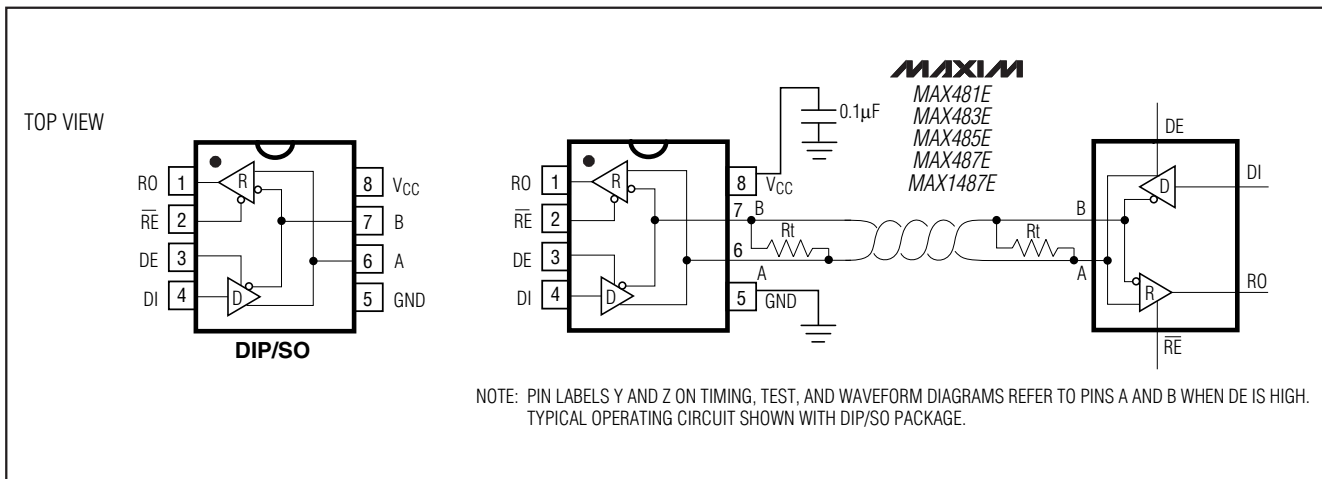 TOP VIEW
RO 1
R̅E̅ 2
DE 3
DI 4
R
D
8 VCC
7 B
6 A
5 GND
DIP/SO
RO 1
R̅E̅ 2
DE 3
DI 4
R
D
8 VCC
7 B
6 A
5 GND
0.1µF
Rt
MAXIM
MAX481E
MAX483E
MAX485E
MAX487E
MAX1487E
Rt
B
A
DE
D
DI
R
RO
R̅E̅
NOTE: PIN LABELS Y AND Z ON TIMING, TEST, AND WAVEFORM DIAGRAMS REFER TO PINS A AND B WHEN DE IS HIGH.
TYPICAL OPERATING CIRCUIT SHOWN WITH DIP/SO PACKAGE.